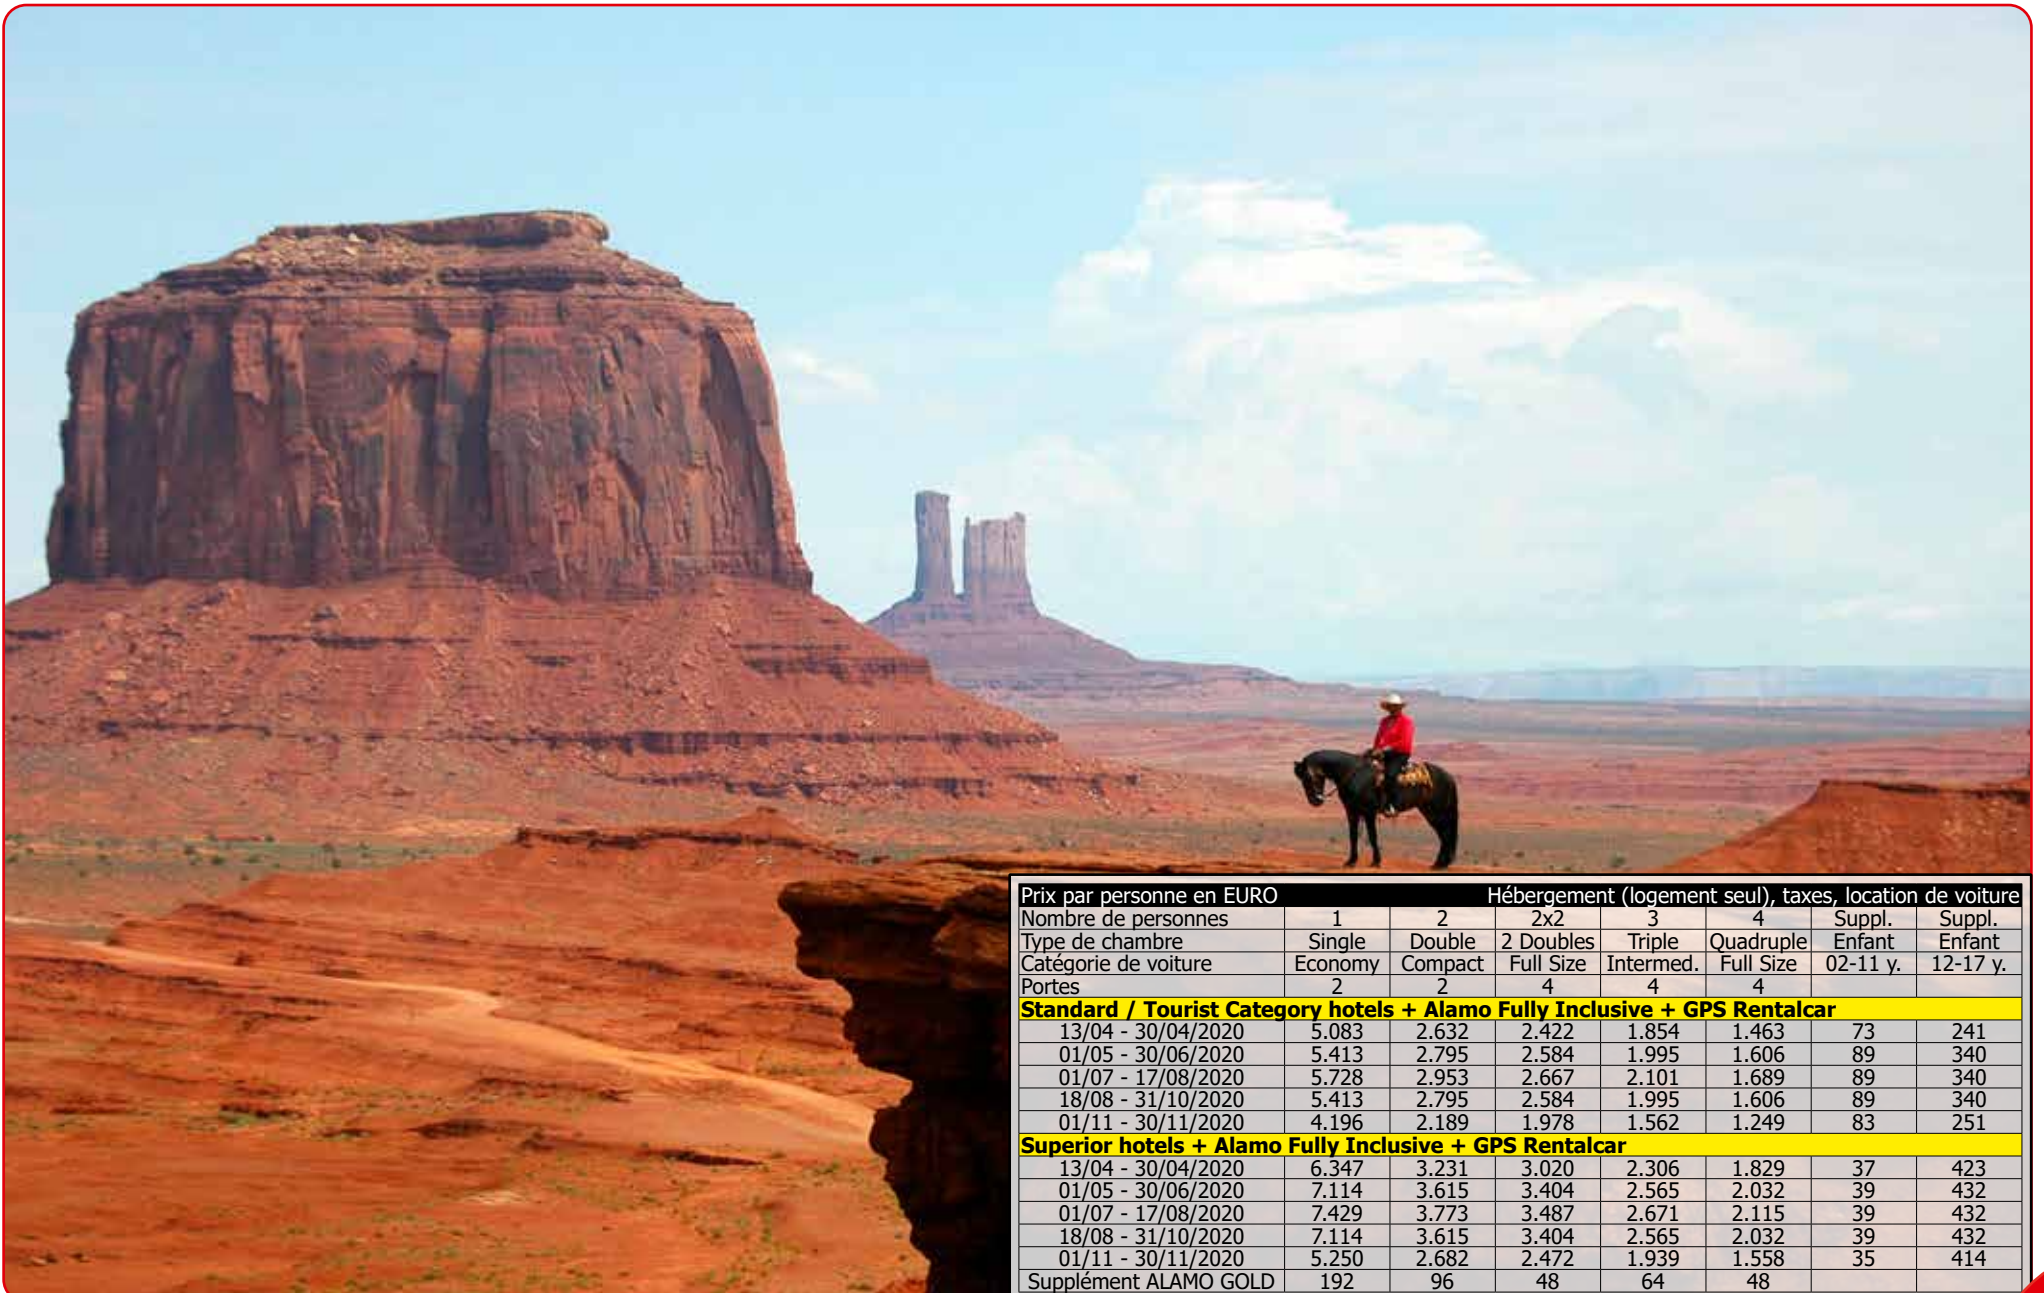 Prix par personne en EURO Hébergement (logement seul), taxes, location de voiture
Nombre de personnes 1 2 2x2 3 4 Suppl. Suppl.
Type de chambre Single Double 2 Doubles Triple Quadruple Enfant Enfant
Catégorie de voiture Economy Compact Full Size Intermed. Full Size 02-11 y. 12-17 y.
Portes 2 2 4 4 4
Standard / Tourist Category hotels + Alamo Fully Inclusive + GPS Rentalcar
13/04 - 30/04/2020 5.083 2.632 2.422 1.854 1.463 73 241
01/05 - 30/06/2020 5.413 2.795 2.584 1.995 1.606 89 340
01/07 - 17/08/2020 5.728 2.953 2.667 2.101 1.689 89 340
18/08 - 31/10/2020 5.413 2.795 2.584 1.995 1.606 89 340
01/11 - 30/11/2020 4.196 2.189 1.978 1.562 1.249 83 251
Superior hotels + Alamo Fully Inclusive + GPS Rentalcar
13/04 - 30/04/2020 6.347 3.231 3.020 2.306 1.829 37 423
01/05 - 30/06/2020 7.114 3.615 3.404 2.565 2.032 39 432
01/07 - 17/08/2020 7.429 3.773 3.487 2.671 2.115 39 432
18/08 - 31/10/2020 7.114 3.615 3.404 2.565 2.032 39 432
01/11 - 30/11/2020 5.250 2.682 2.472 1.939 1.558 35 414
Supplément ALAMO GOLD 192 96 48 64 48